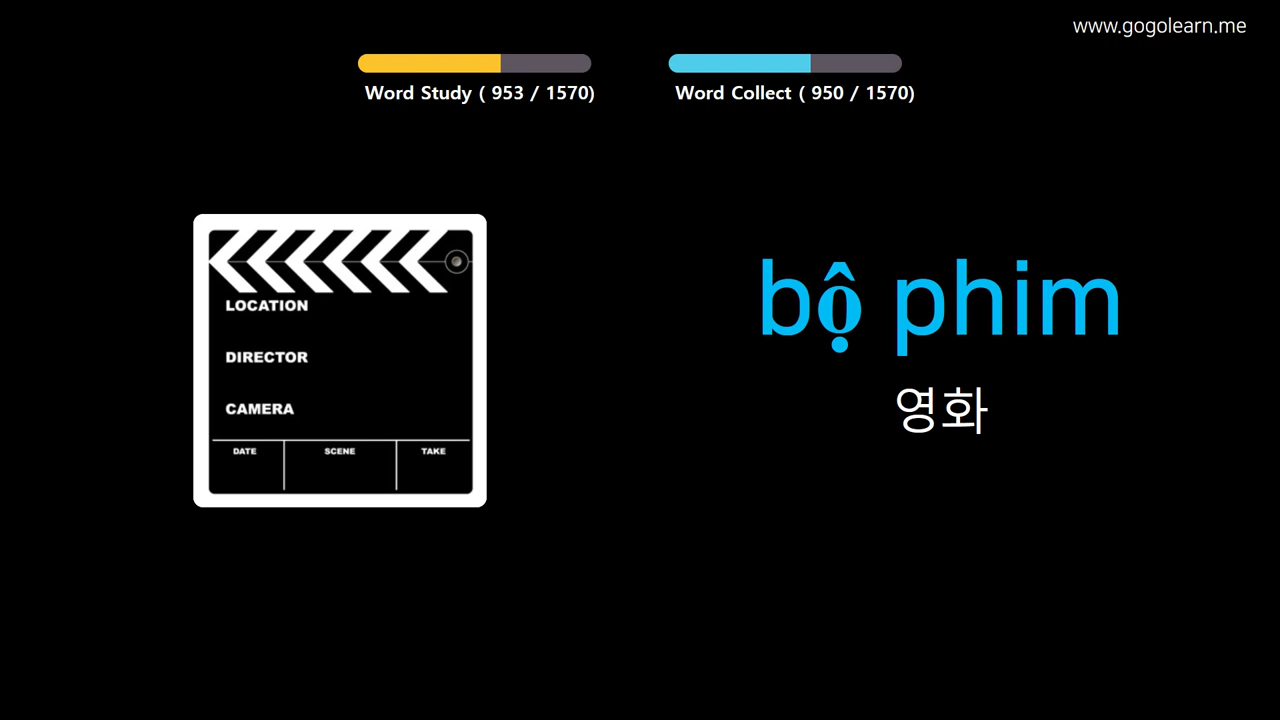 www.gogolearn.me
Word Study ( 953 / 1570)
Word Collect ( 950 / 1570)
LOCATION
DIRECTOR
CAMERA
DATE SCENE TAKE
bộ phim
영화